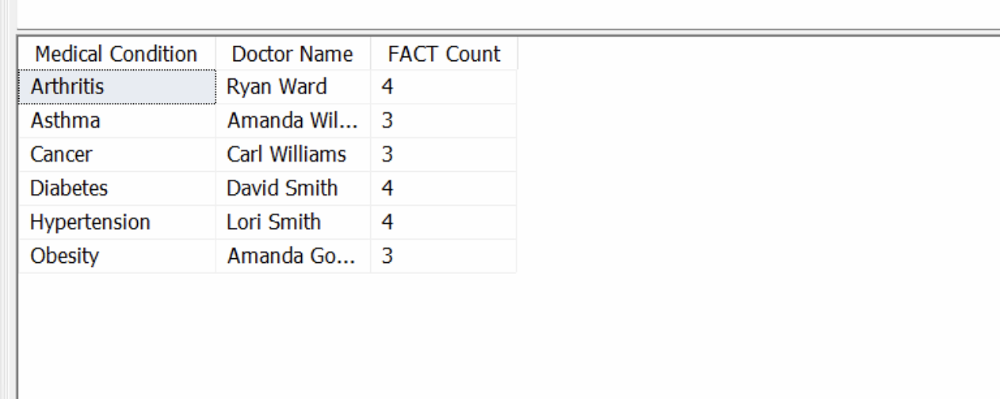 Medical Condition Doctor Name FACT Count
Arthritis Ryan Ward 4
Asthma Amanda Wil... 3
Cancer Carl Williams 3
Diabetes David Smith 4
Hypertension Lori Smith 4
Obesity Amanda Go... 3